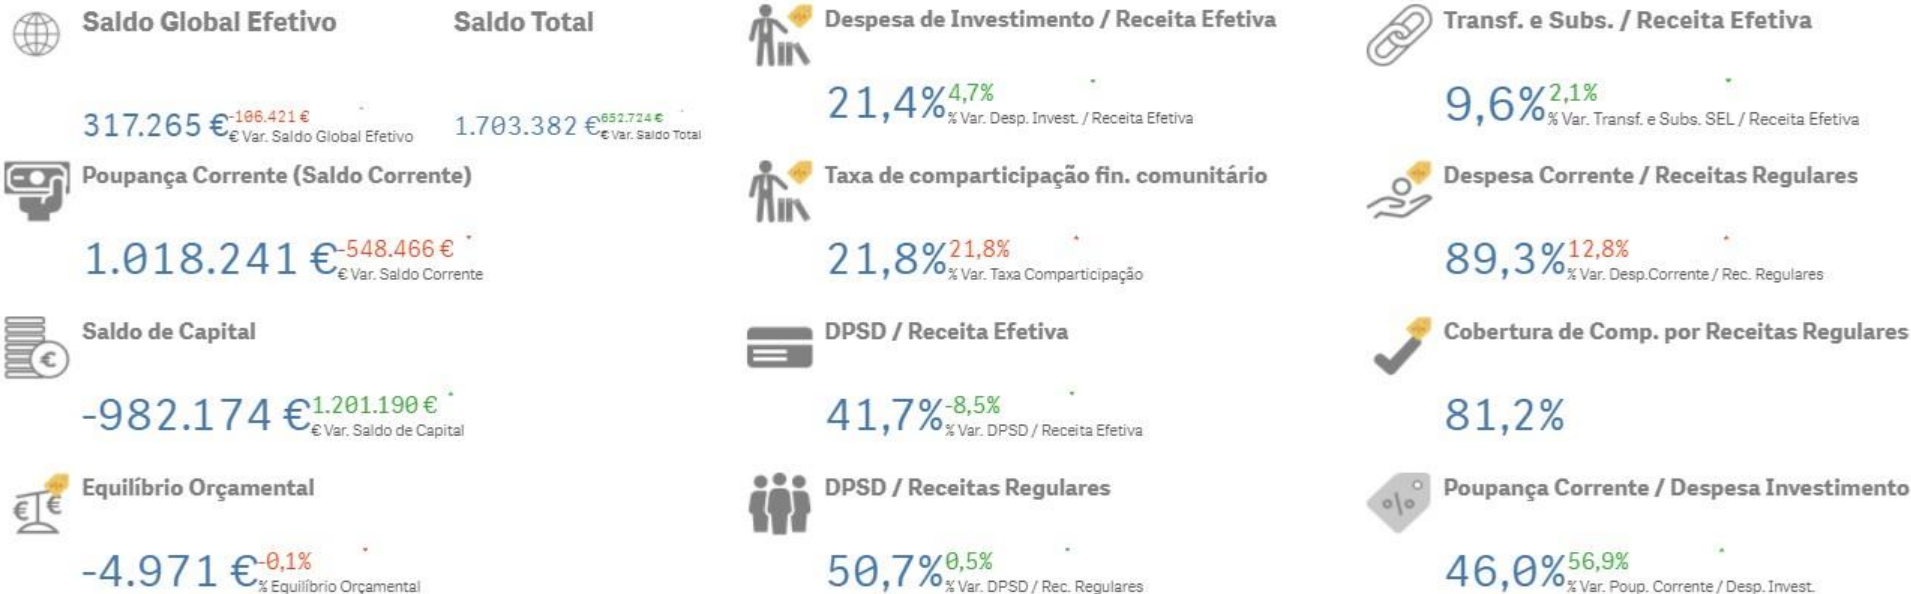 Saldo Global Efetivo
317.265 €
-106.421 €
€ Var. Saldo Global Efetivo
Saldo Total
1.703.382 €
652.724 €
€ Var. Saldo Total
Despesa de Investimento / Receita Efetiva
21,4%
4,7%
% Var. Desp. Invest. / Receita Efetiva
Transf. e Subs. / Receita Efetiva
9,6%
2,1%
% Var. Transf. e Subs. SEL / Receita Efetiva
Poupança Corrente (Saldo Corrente)
1.018.241 €
-548.466 €
€ Var. Saldo Corrente
Taxa de comparticipação fin. comunitário
21,8%
21,8%
% Var. Taxa Comparticipação
Despesa Corrente / Receitas Regulares
89,3%
12,8%
% Var. Desp.Corrente / Rec. Regulares
Saldo de Capital
-982.174 €
1.201.190 €
€ Var. Saldo de Capital
DPSD / Receita Efetiva
41,7%
-8,5%
% Var. DPSD / Receita Efetiva
Cobertura de Comp. por Receitas Regulares
81,2%
Equilíbrio Orçamental
-4.971 €
-0,1%
% Equilíbrio Orçamental
DPSD / Receitas Regulares
50,7%
0,5%
% Var. DPSD / Rec. Regulares
Poupança Corrente / Despesa Investimento
46,0%
56,9%
% Var. Poup. Corrente / Desp. Invest.